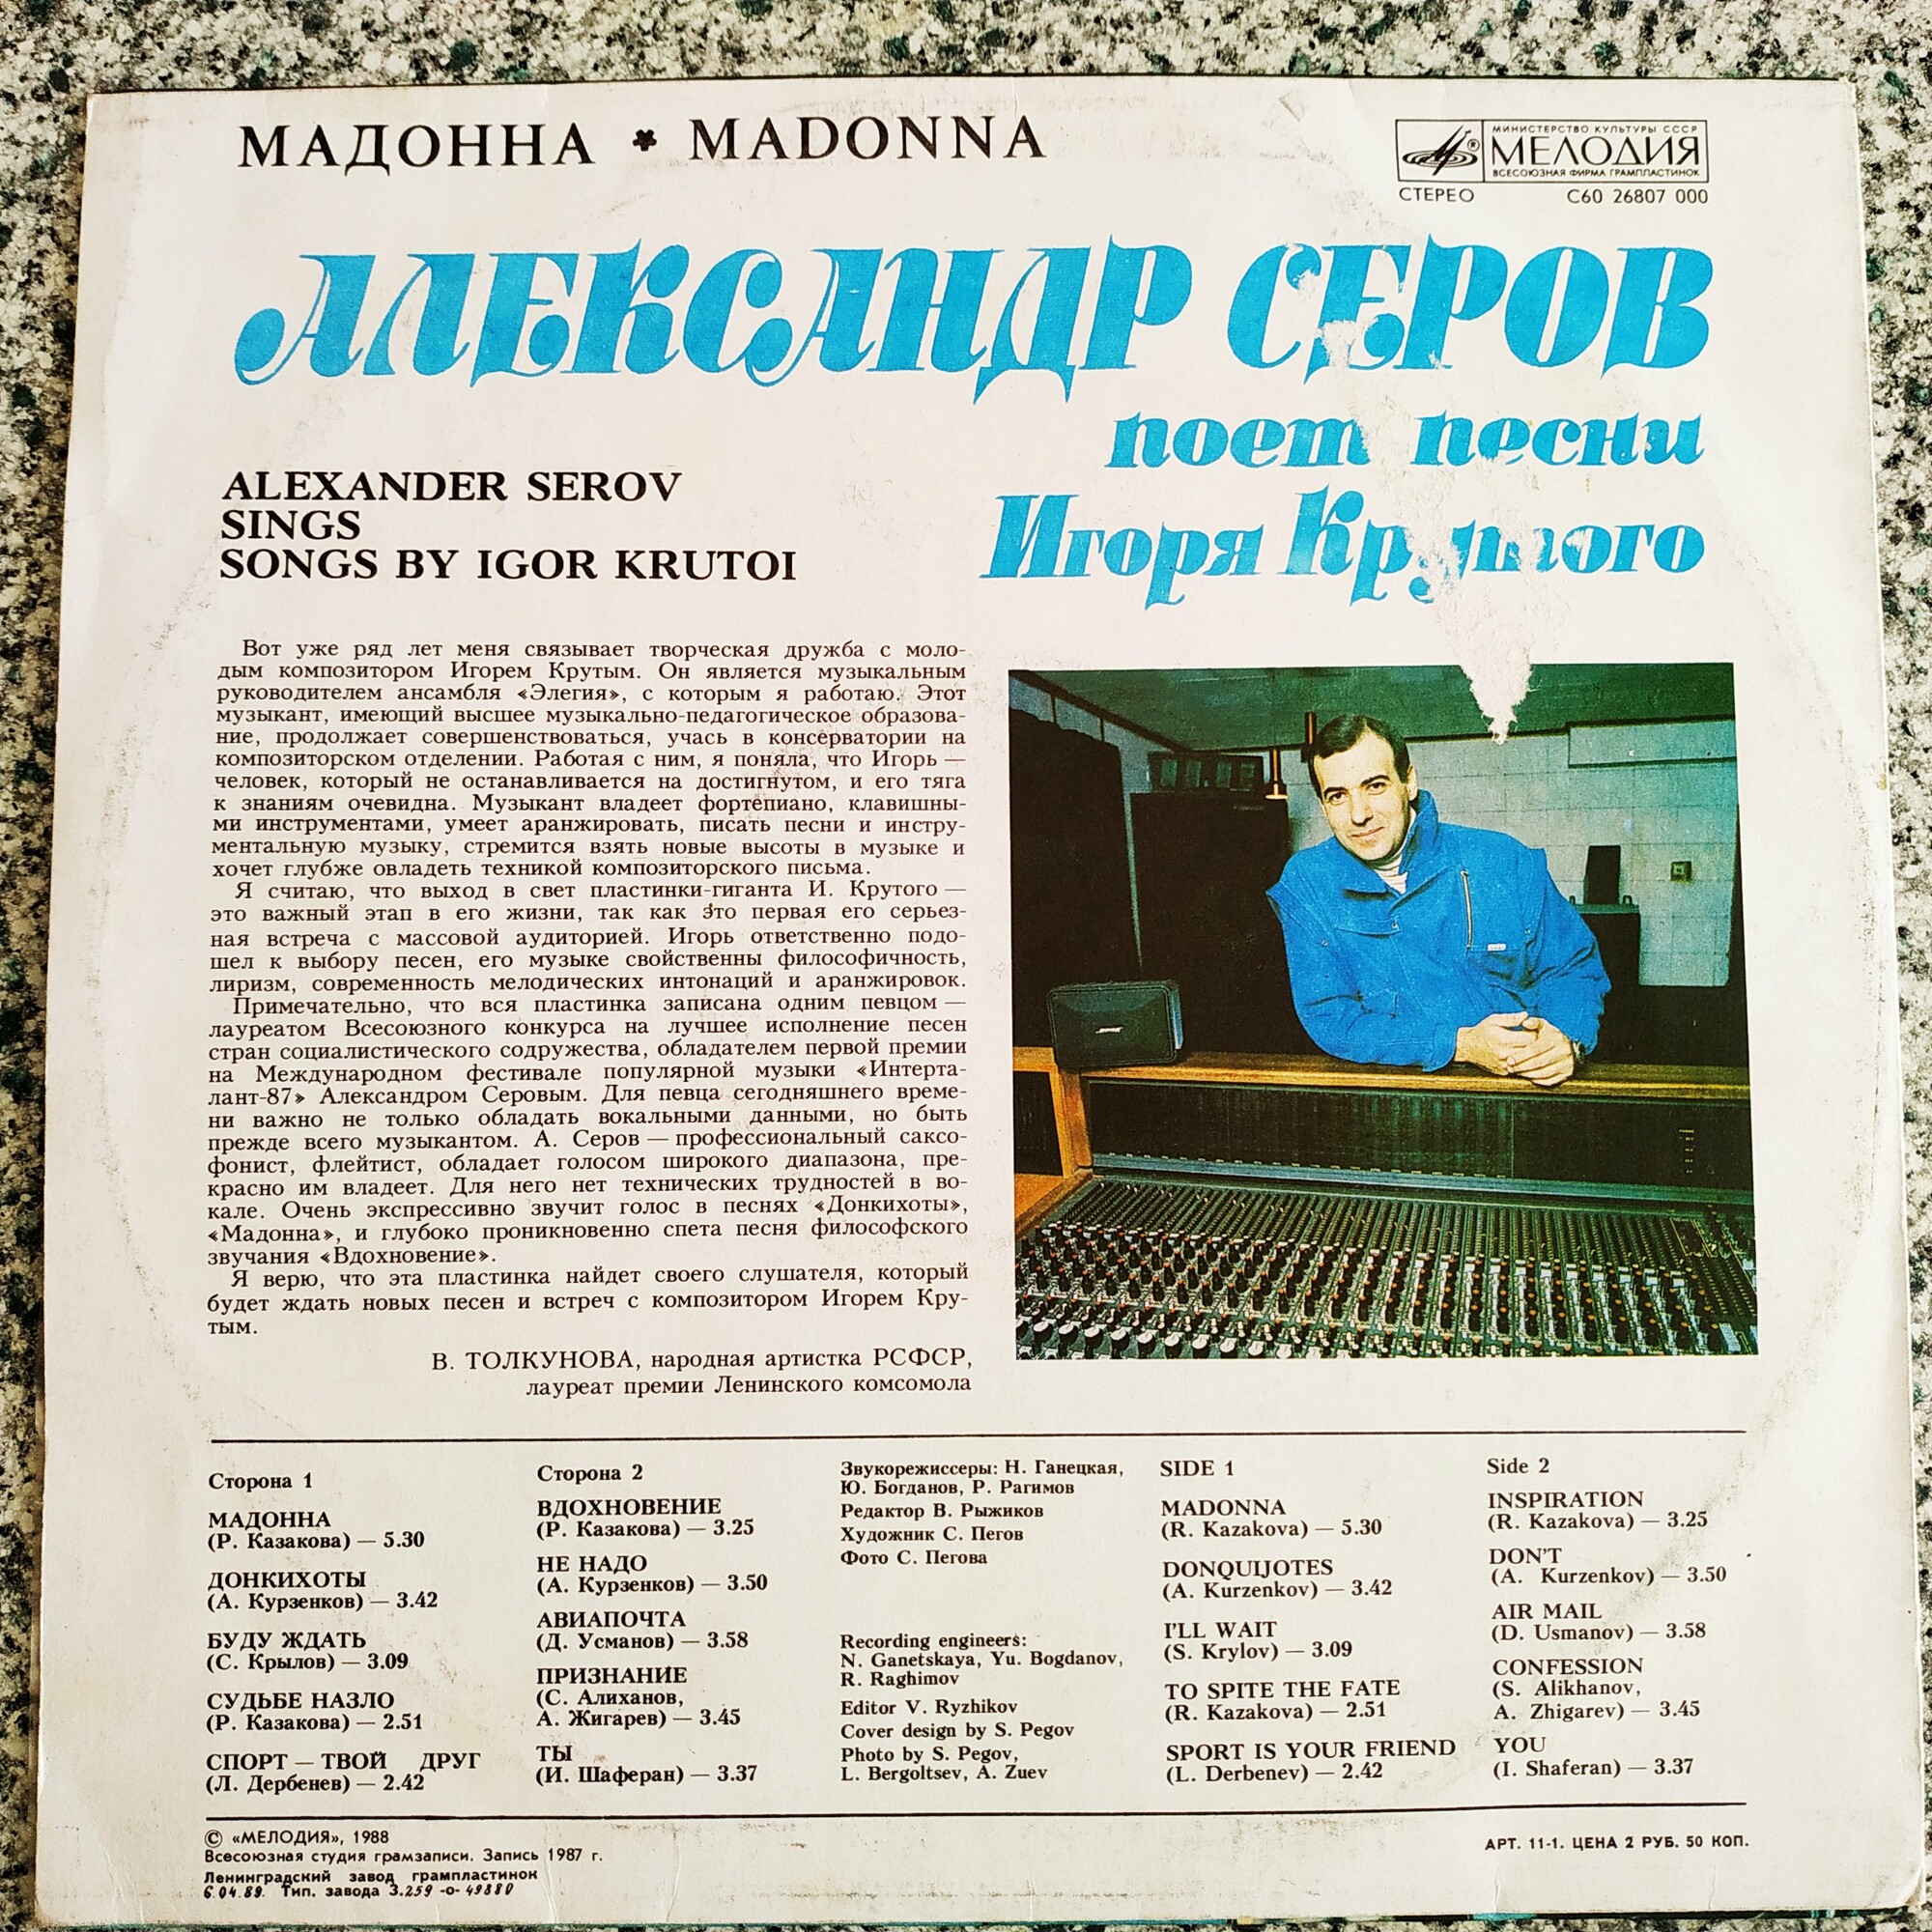 МАДОННА * MADONNA
МИНИСТЕРСТВО КУЛЬТУРЫ СССР
МЕЛОДИЯ
ВСЕСОЮЗНАЯ ФИРМА ГРАМПЛАСТИНОК
СТЕРЕО С60 26807 000
АЛЕКСАНДР СЕРОВ
поет песни
Игоря Крутого
ALEXANDER SEROV
SINGS
SONGS BY IGOR KRUTOI
Вот уже ряд лет меня связывает творческая дружба с моло-
дым композитором Игорем Крутым. Он является музыкальным
руководителем ансамбля «Элегия», с которым я работаю. Этот
музыкант, имеющий высшее музыкально-педагогическое образова-
ние, продолжает совершенствоваться, учась в консерватории на
композиторском отделении. Работая с ним, я поняла, что Игорь —
человек, который не останавливается на достигнутом, и его тяга
к знаниям очевидна. Музыкант владеет фортепиано, клавишны-
ми инструментами, умеет аранжировать, писать песни и инстру-
ментальную музыку, стремится взять новые высоты в музыке и
хочет глубже овладеть техникой композиторского письма.
Я считаю, что выход в свет пластинки-гиганта И. Крутого —
это важный этап в его жизни, так как это первая его серьез-
ная встреча с массовой аудиторией. Игорь ответственно подо-
шел к выбору песен, его музыке свойственны философичность,
лиризм, современность мелодических интонаций и аранжировок.
Примечательно, что вся пластинка записана одним певцом —
лауреатом Всесоюзного конкурса на лучшее исполнение песен
стран социалистического содружества, обладателем первой премии
на Международном фестивале популярной музыки «Интерта-
лант-87» Александром Серовым. Для певца сегодняшнего време-
ни важно не только обладать вокальными данными, но быть
прежде всего музыкантом. А. Серов — профессиональный саксо-
фонист, флейтист, обладает голосом широкого диапазона, пре-
красно им владеет. Для него нет технических трудностей в во-
кале. Очень экспрессивно звучит голос в песнях «Донкихоты»,
«Мадонна», и глубоко проникновенно спета песня философского
звучания «Вдохновение».
Я верю, что эта пластинка найдет своего слушателя, который
будет ждать новых песен и встреч с композитором Игорем Кру-
тым.
В. ТОЛКУНОВА, народная артистка РСФСР,
лауреат премии Ленинского комсомола
BOSE
Сторона 1
МАДОННА
(Р. Казакова) — 5.30
ДОНКИХОТЫ
(А. Курзенков) — 3.42
БУДУ ЖДАТЬ
(С. Крылов) — 3.09
СУДЬБЕ НАЗЛО
(Р. Казакова) — 2.51
СПОРТ — ТВОЙ ДРУГ
(Л. Дербенев) — 2.42
Сторона 2
ВДОХНОВЕНИЕ
(Р. Казакова) — 3.25
НЕ НАДО
(А. Курзенков) — 3.50
АВИАПОЧТА
(Д. Усманов) — 3.58
ПРИЗНАНИЕ
(С. Алиханов,
А. Жигарев) — 3.45
ТЫ
(И. Шаферан) — 3.37
Звукорежиссеры: Н. Ганецкая,
Ю. Богданов, Р. Рагимов
Редактор В. Рыжиков
Художник С. Пегов
Фото С. Пегова
Recording engineers:
N. Ganetskaya, Yu. Bogdanov,
R. Raghimov
Editor V. Ryzhikov
Cover design by S. Pegov
Photo by S. Pegov,
L. Bergoltsev, A. Zuev
SIDE 1
MADONNA
(R. Kazakova) — 5.30
DONQUIJOTES
(A. Kurzenkov) — 3.42
I'LL WAIT
(S. Krylov) — 3.09
TO SPITE THE FATE
(R. Kazakova) — 2.51
SPORT IS YOUR FRIEND
(L. Derbenev) — 2.42
Side 2
INSPIRATION
(R. Kazakova) — 3.25
DON'T
(A. Kurzenkov) — 3.50
AIR MAIL
(D. Usmanov) — 3.58
CONFESSION
(S. Alikhanov,
A. Zhigarev) — 3.45
YOU
(I. Shaferan) — 3.37
© «МЕЛОДИЯ», 1988
Всесоюзная студия грамзаписи. Запись 1987 г.
Ленинградский завод грампластинок
6.04.89. Тип. завода З.259 -0- 49880
АРТ. 11-1. ЦЕНА 2 РУБ. 50 КОП.